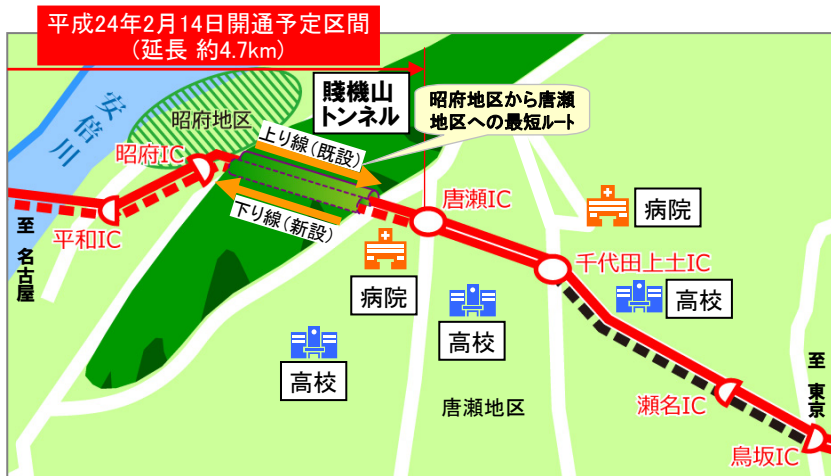 平成24年2月14日開通予定区間
(延長 約4.7km)
安倍川
昭府地区
賤機山
トンネル
昭府地区から唐瀬
地区への最短ルート
上り線(既設)
下り線(新設)
昭府IC
平和IC
至 名古屋
唐瀬IC
病院
病院
千代田上土IC
高校
高校
高校
唐瀬地区
瀬名IC
至 東京
鳥坂IC